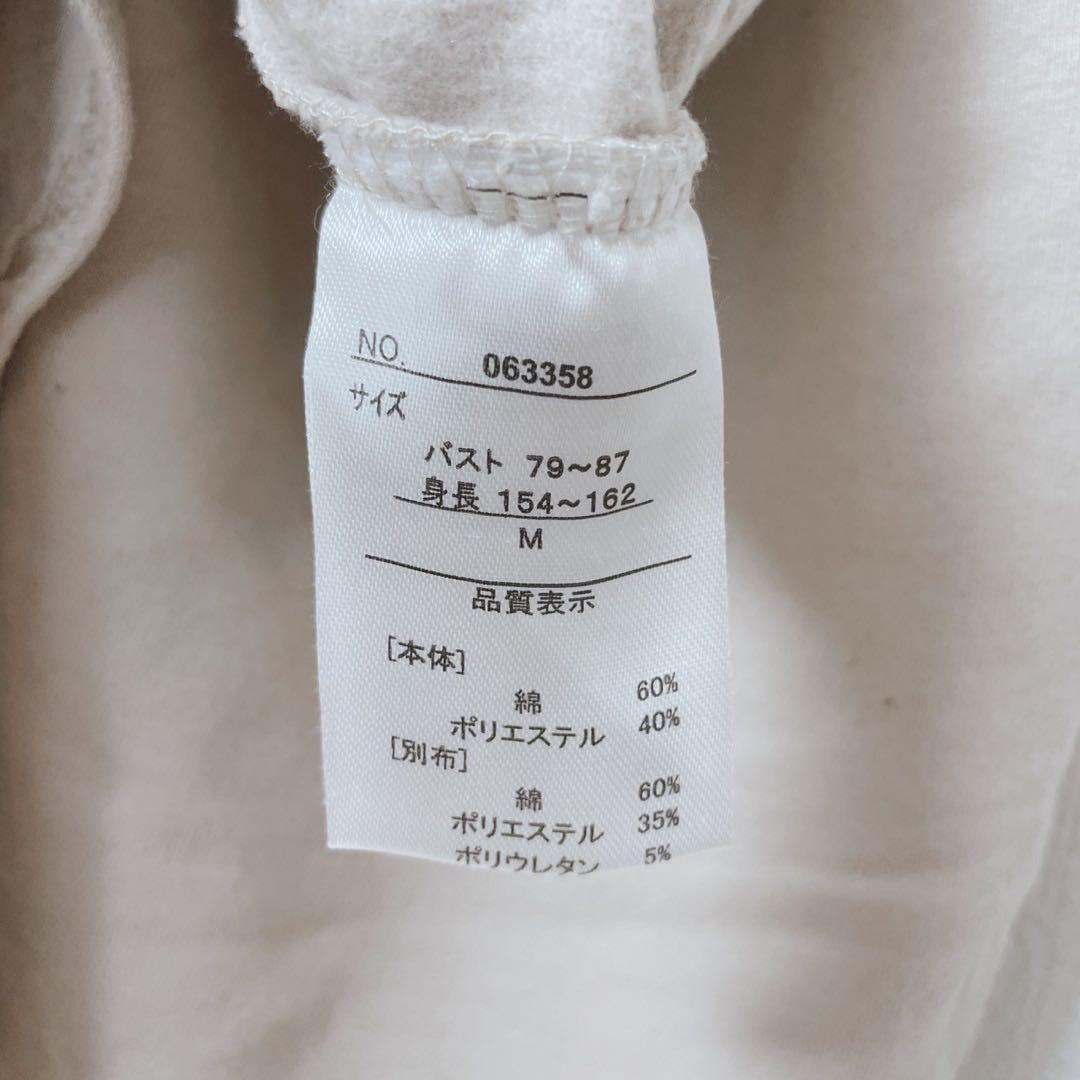 NO. 063358
サイズ
バスト 79～87
身長 154～162
M
品質表示
[本体]
綿 60%
ポリエステル 40%
[別布]
綿 60%
ポリエステル 35%
ポリウレタン 5%